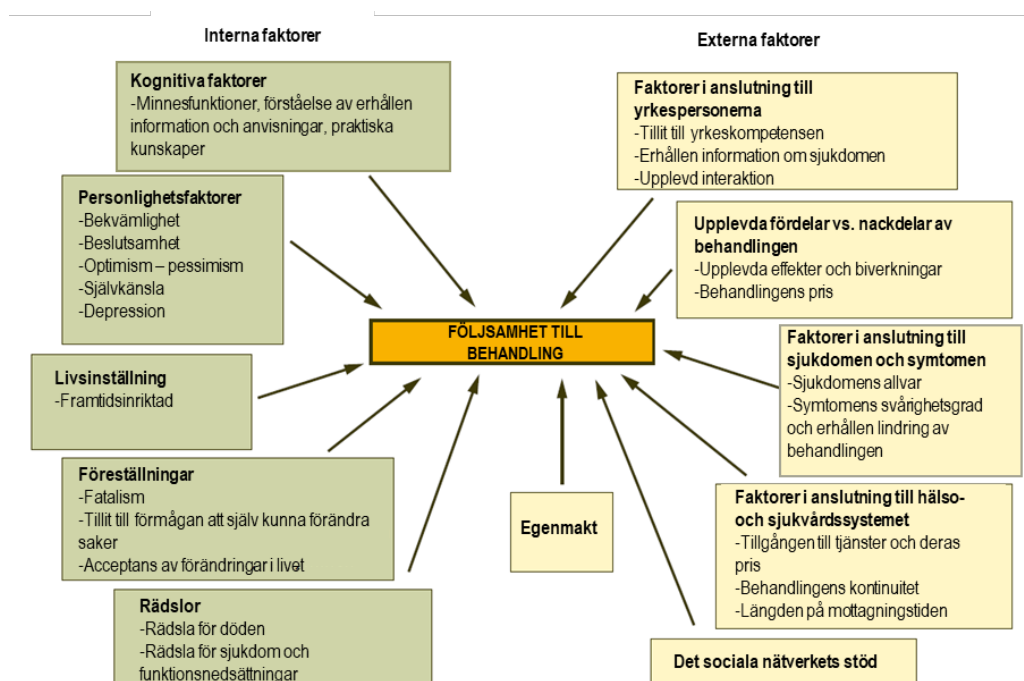 Interna faktorer
Kognitiva faktorer
-Minnesfunktioner, förståelse av erhållen
information och anvisningar, praktiska
kunskaper
Personlighetsfaktorer
-Bekvämlighet
-Beslutsamhet
-Optimism – pessimism
-Självkänsla
-Depression
Livsinställning
-Framtidsinriktad
Föreställningar
-Fatalism
-Tillit till förmågan att själv kunna förändra
saker
-Acceptans av förändringar i livet
Rädslor
-Rädsla för döden
-Rädsla för sjukdom och
funktionsnedsättningar
FÖLJSAMHET TILL
BEHANDLING
Egenmakt
Externa faktorer
Faktorer i anslutning till
yrkespersonerna
-Tillit till yrkeskompetensen
-Erhållen information om sjukdomen
-Upplevd interaktion
Upplevda fördelar vs. nackdelar av
behandlingen
-Upplevda effekter och biverkningar
-Behandlingens pris
Faktorer i anslutning till
sjukdomen och symtomen
-Sjukdomens allvar
-Symtomens svårighetsgrad
och erhållen lindring av
behandlingen
Faktorer i anslutning till hälso-
och sjukvårdssystemet
-Tillgången till tjänster och deras
pris
-Behandlingens kontinuitet
-Längden på mottagningstiden
Det sociala nätverkets stöd